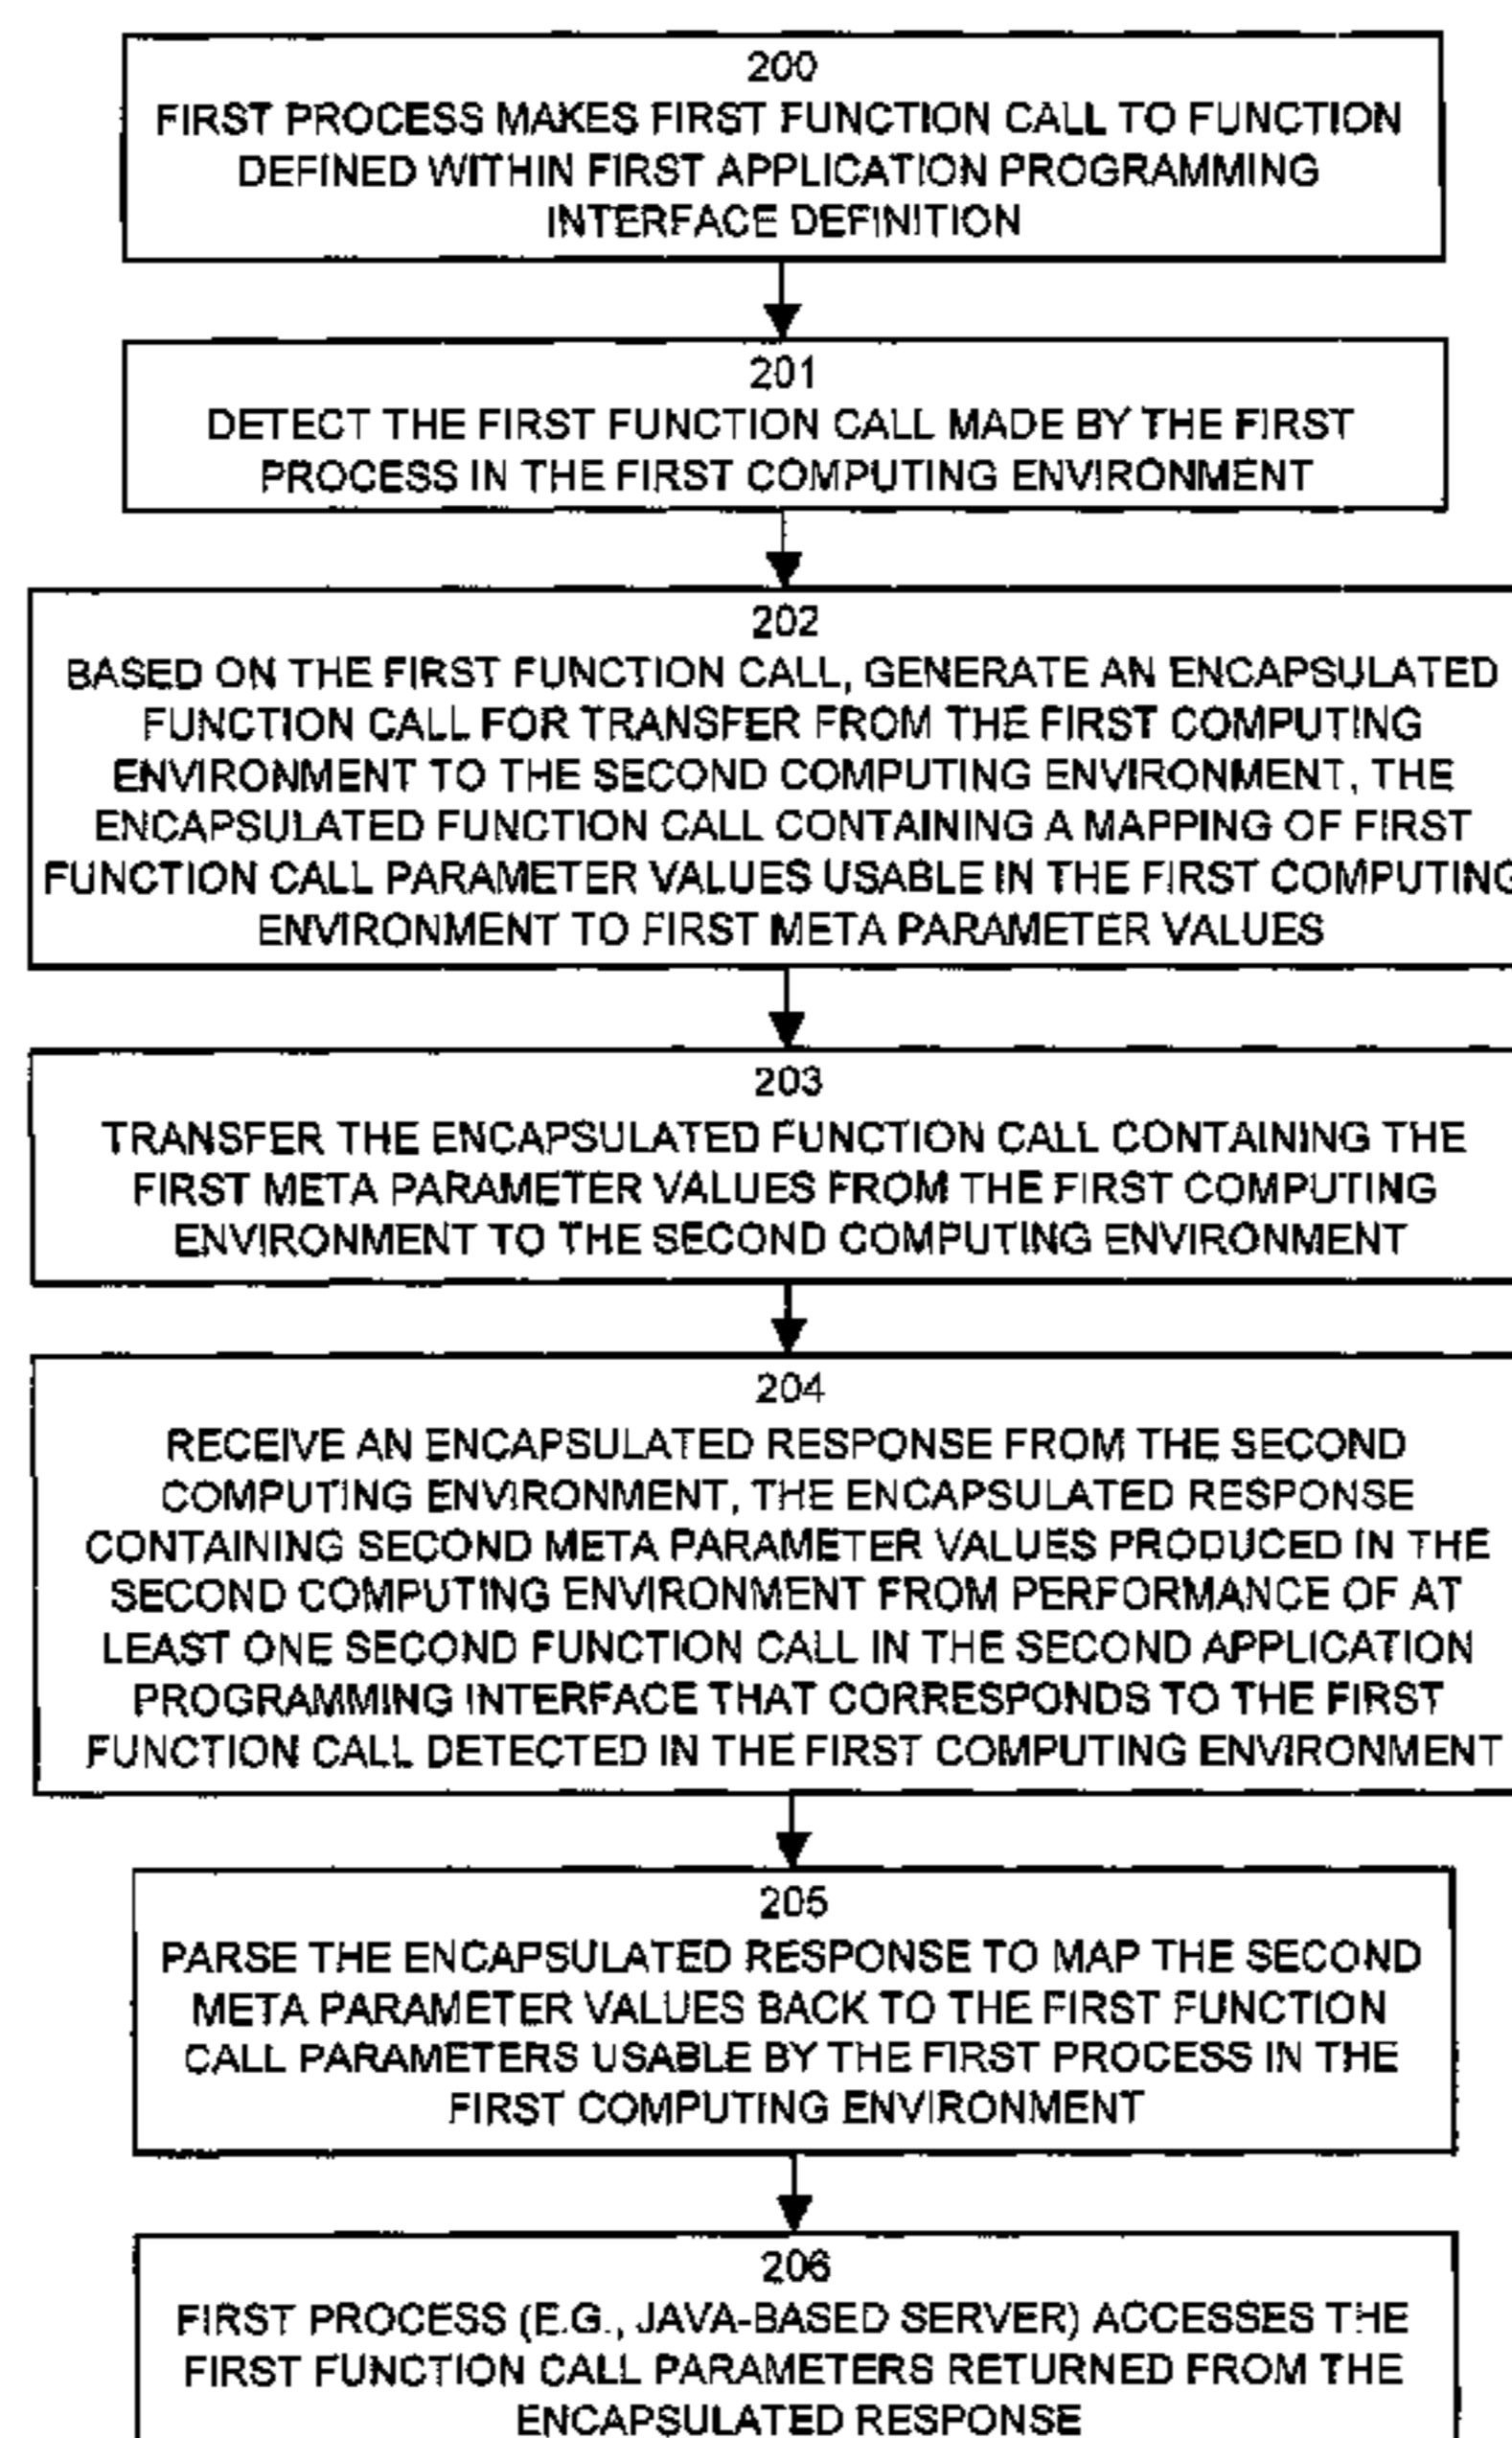 200
FIRST PROCESS MAKES FIRST FUNCTION CALL TO FUNCTION
DEFINED WITHIN FIRST APPLICATION PROGRAMMING
INTERFACE DEFINITION
201
DETECT THE FIRST FUNCTION CALL MADE BY THE FIRST
PROCESS IN THE FIRST COMPUTING ENVIRONMENT
202
BASED ON THE FIRST FUNCTION CALL, GENERATE AN ENCAPSULATED
FUNCTION CALL FOR TRANSFER FROM THE FIRST COMPUTING
ENVIRONMENT TO THE SECOND COMPUTING ENVIRONMENT, THE
ENCAPSULATED FUNCTION CALL CONTAINING A MAPPING OF FIRST
FUNCTION CALL PARAMETER VALUES USABLE IN THE FIRST COMPUTING
ENVIRONMENT TO FIRST META PARAMETER VALUES
203
TRANSFER THE ENCAPSULATED FUNCTION CALL CONTAINING THE
FIRST META PARAMETER VALUES FROM THE FIRST COMPUTING
ENVIRONMENT TO THE SECOND COMPUTING ENVIRONMENT
204
RECEIVE AN ENCAPSULATED RESPONSE FROM THE SECOND
COMPUTING ENVIRONMENT, THE ENCAPSULATED RESPONSE
CONTAINING SECOND META PARAMETER VALUES PRODUCED IN THE
SECOND COMPUTING ENVIRONMENT FROM PERFORMANCE OF AT
LEAST ONE SECOND FUNCTION CALL IN THE SECOND APPLICATION
PROGRAMMING INTERFACE THAT CORRESPONDS TO THE FIRST
FUNCTION CALL DETECTED IN THE FIRST COMPUTING ENVIRONMENT
205
PARSE THE ENCAPSULATED RESPONSE TO MAP THE SECOND
META PARAMETER VALUES BACK TO THE FIRST FUNCTION
CALL PARAMETERS USABLE BY THE FIRST PROCESS IN THE
FIRST COMPUTING ENVIRONMENT
206
FIRST PROCESS (E.G., JAVA-BASED SERVER) ACCESSES THE
FIRST FUNCTION CALL PARAMETERS RETURNED FROM THE
ENCAPSULATED RESPONSE